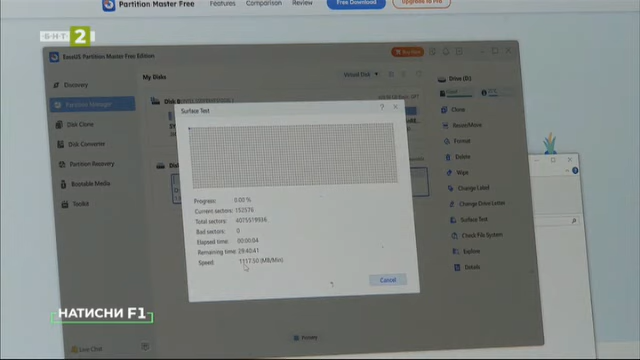 Partition Master Free
Features
Comparison
Review
Free Download
Upgrade to Pro
БНТ 2
EaseUS Partition Master Free Edition
Discovery
Partition Manager
Disk Clone
Disk Converter
Partition Recovery
Bootable Media
Toolkit
Live Chat
My Disks
Virtual Disk
Surface Test
Progress: 0.00 %
Current sectors: 152576
Bad sectors: 0
Elapsed time: 00:00:04
Remaining time: 29:40:41
Speed: 1117.50 (MB/Min)
Cancel
Drive (D:)
Clone
Resize/Move
Format
Delete
Wipe
Change Label
Change Drive Letter
Surface Test
Check File System
Explore
Details
Privacy
НАТИСНИ F1